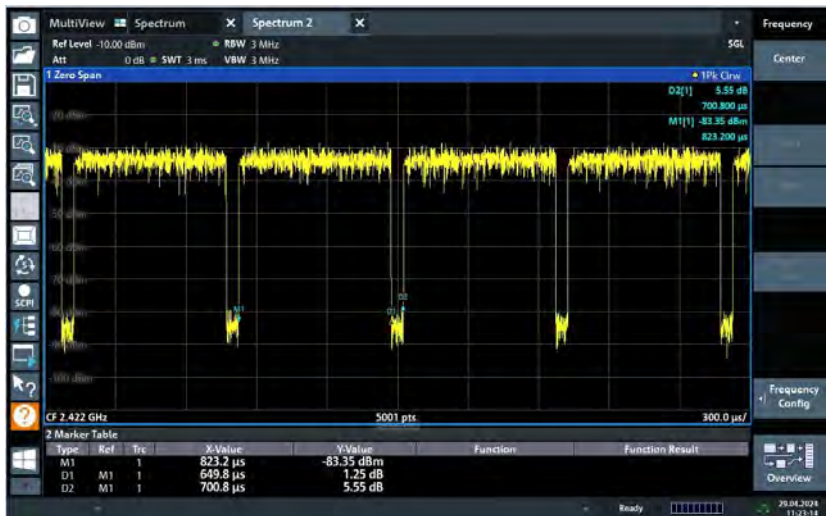 MultiView Spectrum X Spectrum 2 X
Frequency
Ref Level -10.00 dBm RBW 3 MHz SGL
Att 0 dB SWT 3 ms VBW 3 MHz
Center
1 Zero Span 1Pk Clrw
D2[1] 5.55 dB
700.800 µs
M1[1] -83.35 dBm
823.200 µs
M1
D1
D2
SCPI
CF 2.422 GHz 5001 pts 300.0 µs/
Frequency
Config
2 Marker Table
Type Ref Trc X-Value Y-Value Function Function Result
M1 1 823.2 µs -83.35 dBm
D1 M1 1 649.8 µs 1.25 dB
D2 M1 1 700.8 µs 5.55 dB
Overview
Ready
29.04.2024
11:23:14